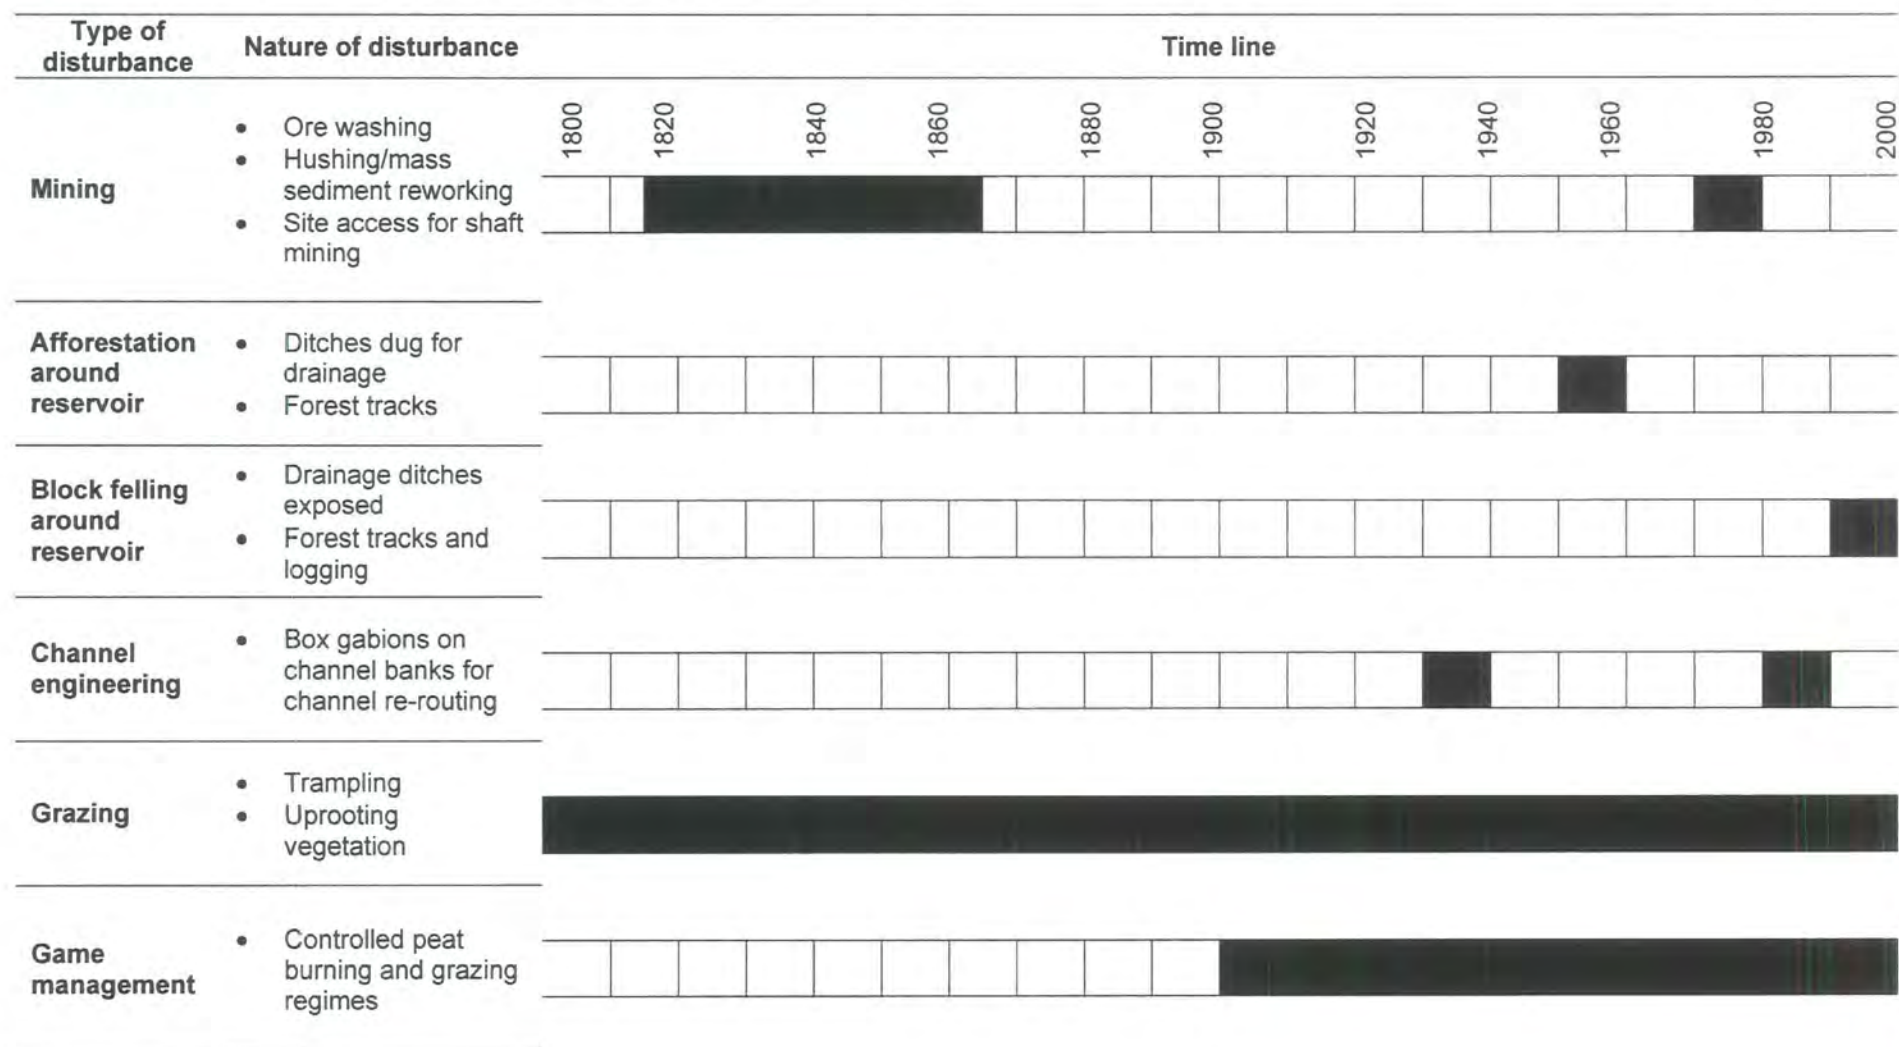 Type of
disturbance
Nature of disturbance
Time line
1800
1820
1840
1860
1880
1900
1920
1940
1960
1980
2000
Mining
• Ore washing
• Hushing/mass
sediment reworking
• Site access for shaft
mining
Afforestation
around
reservoir
• Ditches dug for
drainage
• Forest tracks
Block felling
around
reservoir
• Drainage ditches
exposed
• Forest tracks and
logging
Channel
engineering
• Box gabions on
channel banks for
channel re-routing
Grazing
• Trampling
• Uprooting
vegetation
Game
management
• Controlled peat
burning and grazing
regimes